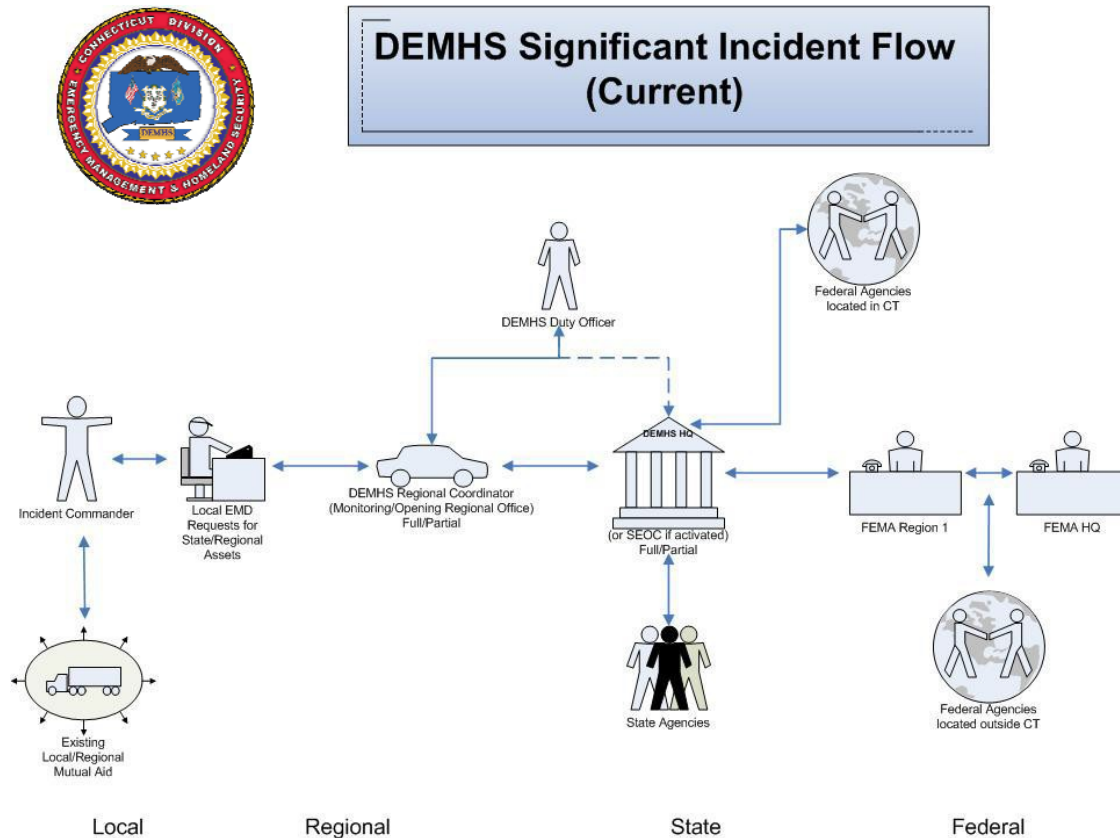 CONNECTICUT DIVISION
EMERGENCY MANAGEMENT & HOMELAND SECURITY
DEMHS
DEMHS Significant Incident Flow
(Current)
Federal Agencies
located in CT
DEMHS Duty Officer
DEMHS HQ
Incident Commander
Local EMD
Requests for
State/Regional
Assets
DEMHS Regional Coordinator
(Monitoring/Opening Regional Office)
Full/Partial
(or SEOC if activated)
Full/Partial
FEMA Region 1
FEMA HQ
Existing
Local/Regional
Mutual Aid
State Agencies
Federal Agencies
located outside CT
Local
Regional
State
Federal